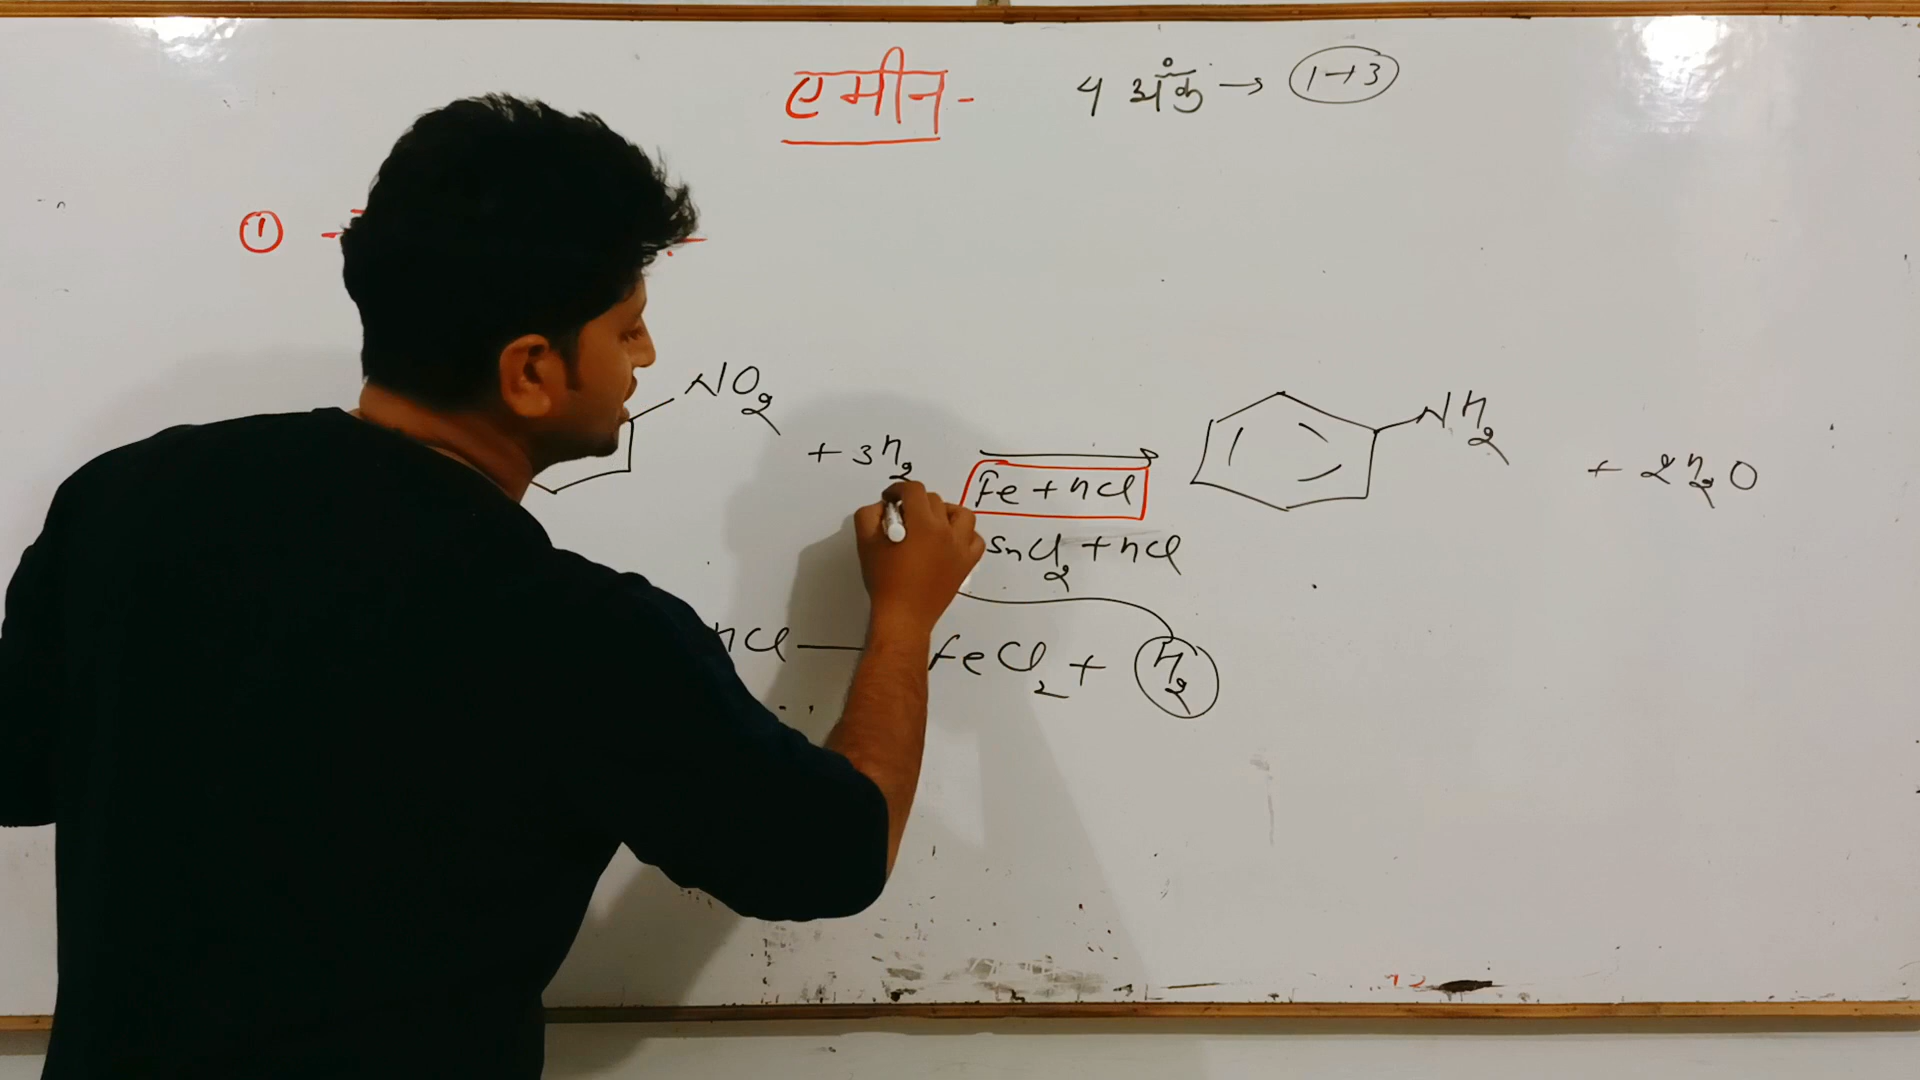 एमीन- 4 अंक → 1→3
①
NO2 + 3H2 → NH2 + 2H2O
Fe + HCl
SnCl2 + HCl
HCl — FeCl2 + H2